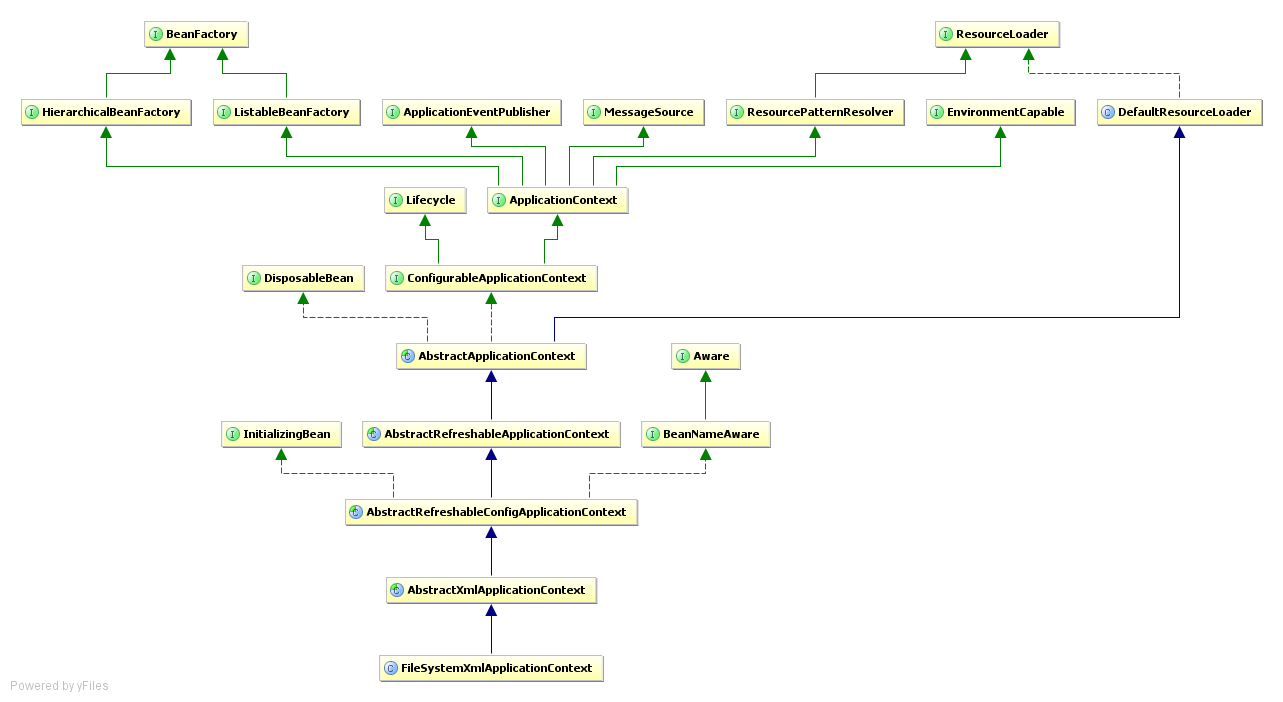 BeanFactory
ResourceLoader
HierarchicalBeanFactory
ListableBeanFactory
ApplicationEventPublisher
MessageSource
ResourcePatternResolver
EnvironmentCapable
DefaultResourceLoader
Lifecycle
ApplicationContext
DisposableBean
ConfigurableApplicationContext
AbstractApplicationContext
Aware
InitializingBean
AbstractRefreshableApplicationContext
BeanNameAware
AbstractRefreshableConfigApplicationContext
AbstractXmlApplicationContext
FileSystemXmlApplicationContext
Powered by yFiles